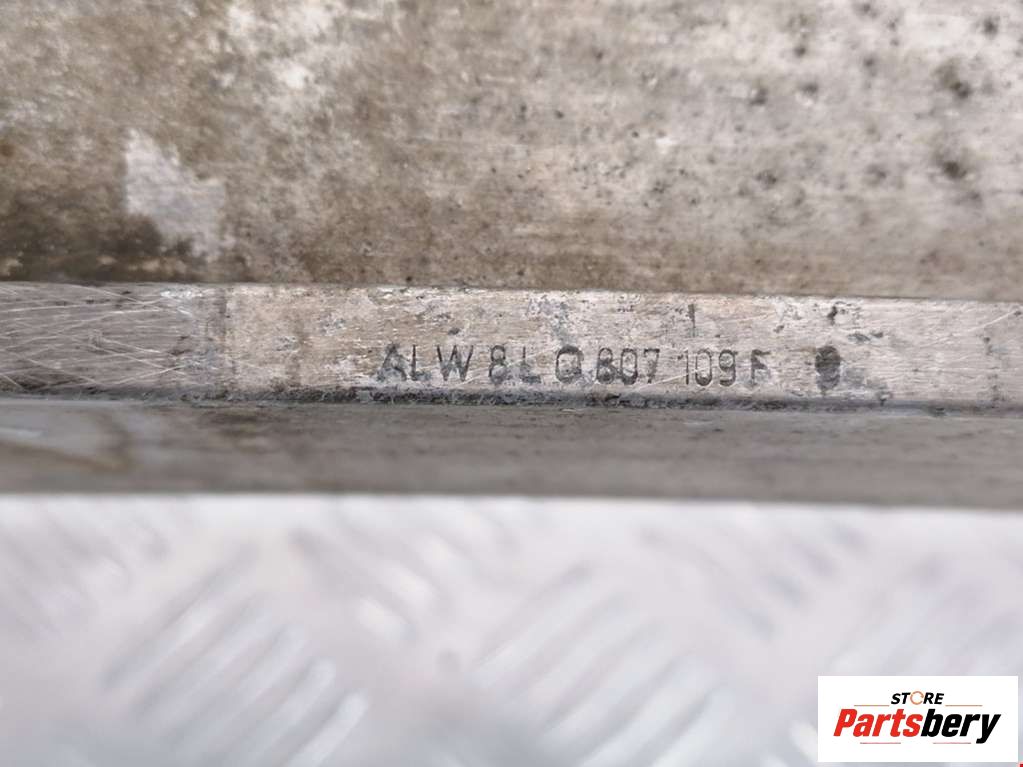 ALW 8L0 807 109 F
STORE
Partsbery